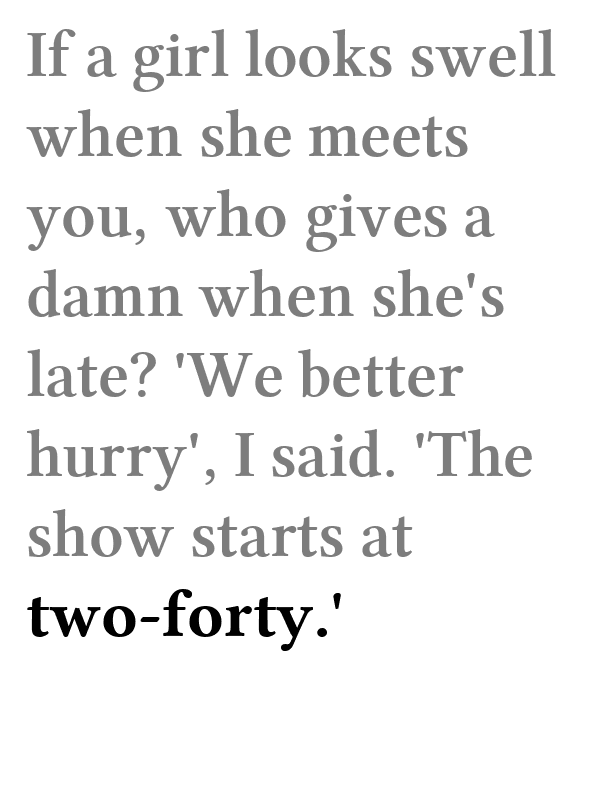 If a girl looks swell
when she meets
you, who gives a
damn when she's
late? 'We better
hurry', I said. 'The
show starts at
two-forty.'